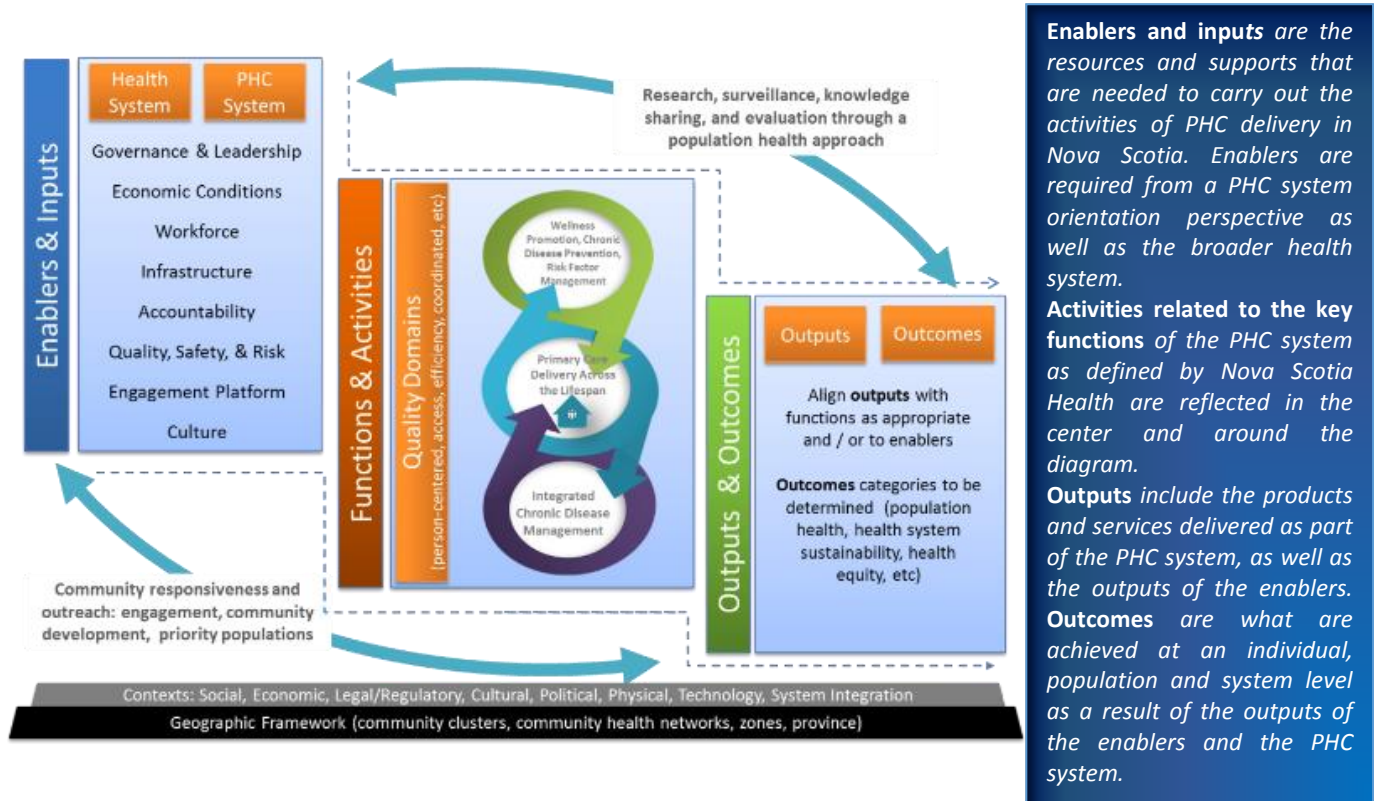 Enablers & Inputs
Health
System
PHC
System
Governance & Leadership
Economic Conditions
Workforce
Infrastructure
Accountability
Quality, Safety, & Risk
Engagement Platform
Culture
Research, surveillance, knowledge
sharing, and evaluation through a
population health approach
Functions & Activities
Quality Domains
(person-centered, access, efficiency, coordinated, etc)
Wellness
Promotion, Chronic
Disease Prevention,
Risk Factor
Management
Primary Care
Delivery Across
the Lifespan
Integrated
Chronic Disease
Management
Outputs & Outcomes
Outputs
Outcomes
Align outputs with
functions as appropriate
and / or to enablers
Outcomes categories to be
determined (population
health, health system
sustainability, health
equity, etc)
Community responsiveness and
outreach: engagement, community
development, priority populations
Contexts: Social, Economic, Legal/Regulatory, Cultural, Political, Physical, Technology, System Integration
Geographic Framework (community clusters, community health networks, zones, province)
Enablers and inputs are the
resources and supports that
are needed to carry out the
activities of PHC delivery in
Nova Scotia. Enablers are
required from a PHC system
orientation perspective as
well as the broader health
system.
Activities related to the key
functions of the PHC system
as defined by Nova Scotia
Health are reflected in the
center and around the
diagram.
Outputs include the products
and services delivered as part
of the PHC system, as well as
the outputs of the enablers.
Outcomes are what are
achieved at an individual,
population and system level
as a result of the outputs of
the enablers and the PHC
system.